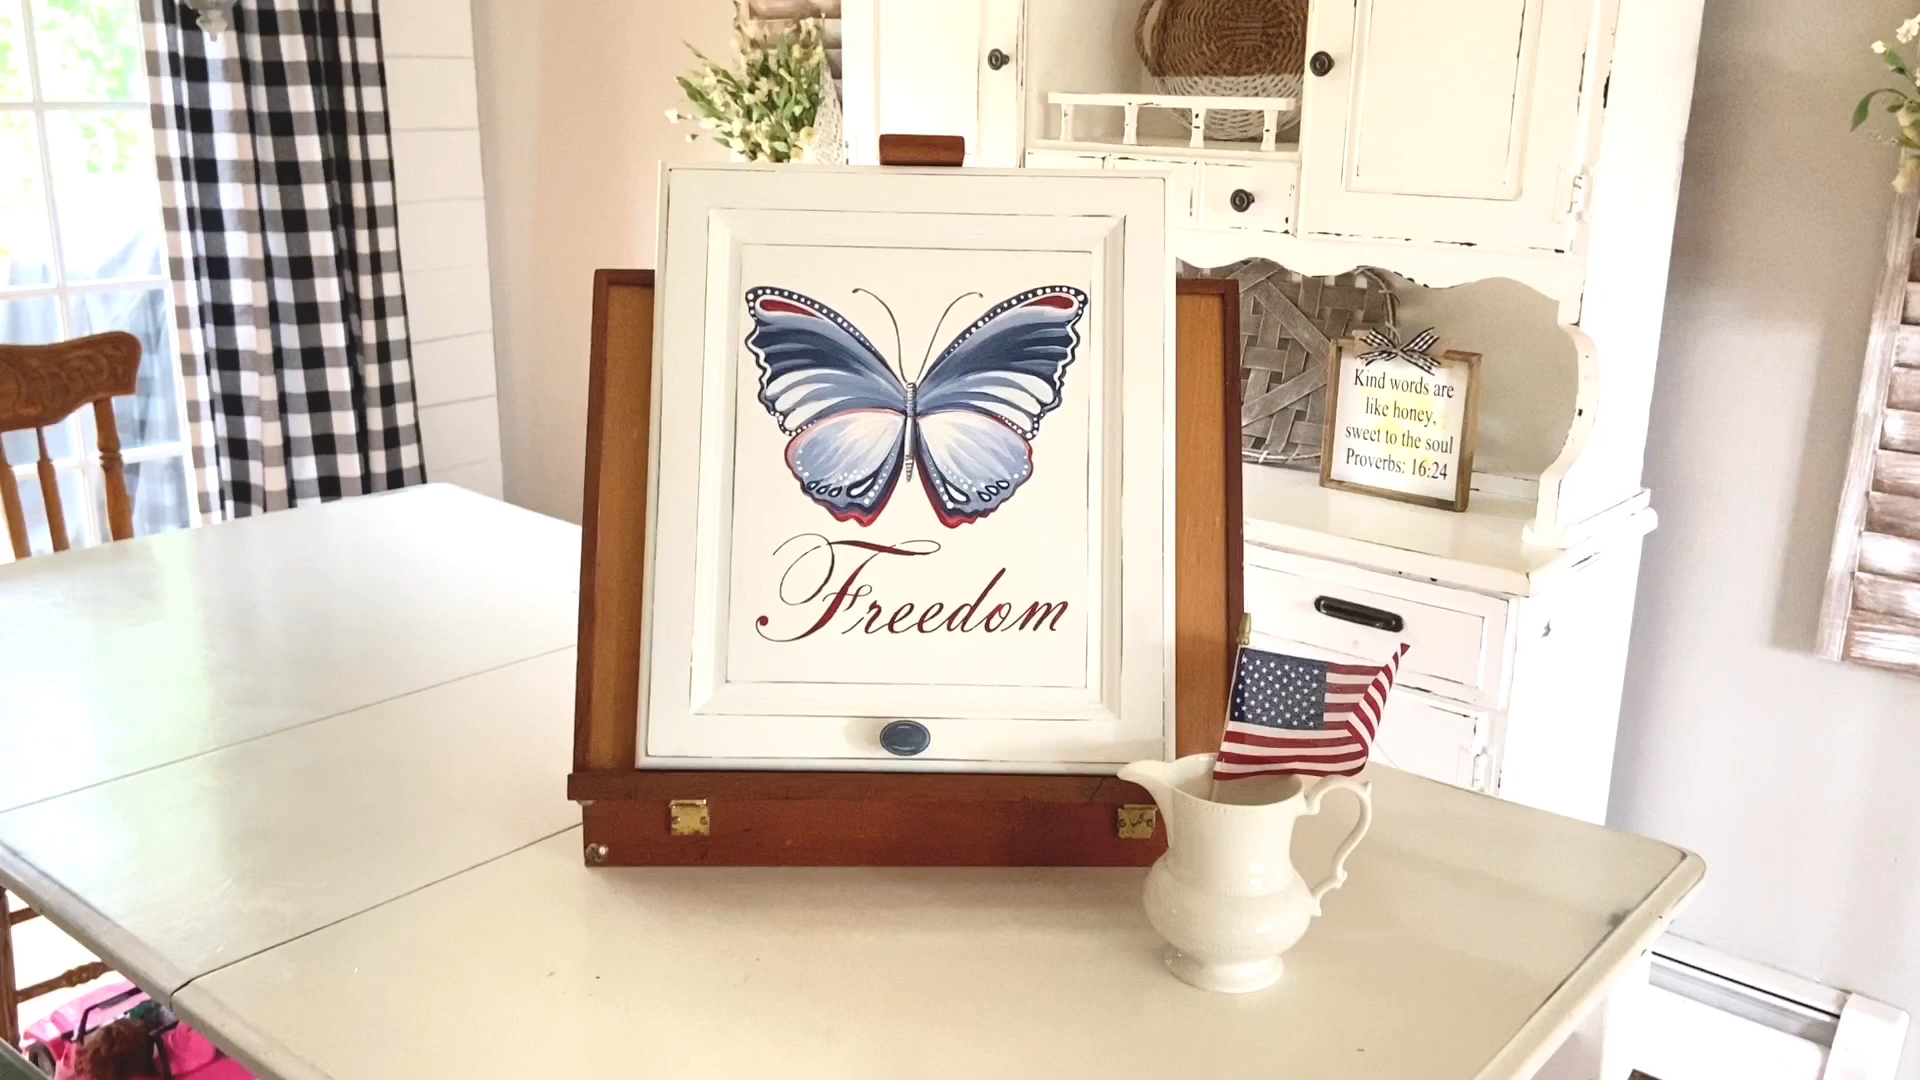 Freedom
Kind words are
like honey,
sweet to the soul
Proverbs: 16:24